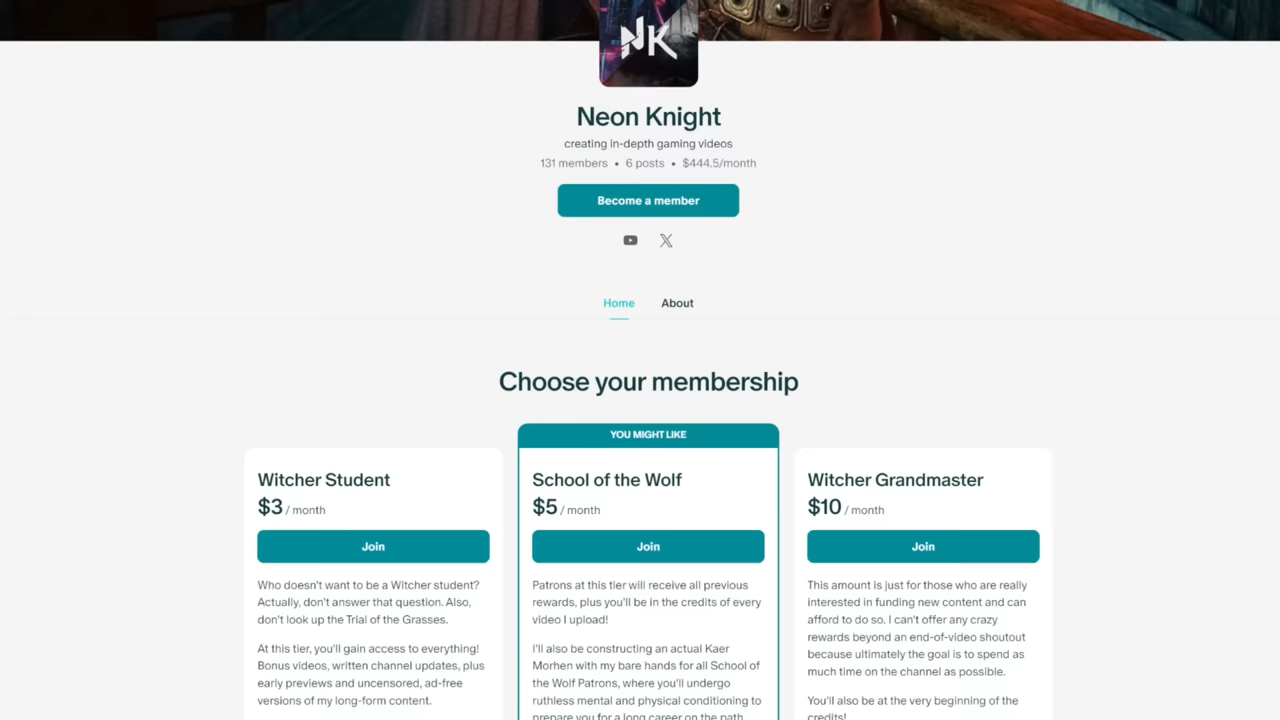 NK
Neon Knight
creating in-depth gaming videos
131 members • 6 posts • $444.5/month
Become a member
Home About
Choose your membership
YOU MIGHT LIKE
Witcher Student
$3 / month
Join
Who doesn't want to be a Witcher student?
Actually, don't answer that question. Also,
don't look up the Trial of the Grasses.
At this tier, you'll gain access to everything!
Bonus videos, written channel updates, plus
early previews and uncensored, ad-free
versions of my long-form content.
School of the Wolf
$5 / month
Join
Patrons at this tier will receive all previous
rewards, plus you'll be in the credits of every
video I upload!
I'll also be constructing an actual Kaer
Morhen with my bare hands for all School of
the Wolf Patrons, where you'll undergo
ruthless mental and physical conditioning to
prepare you for a long career on the path
Witcher Grandmaster
$10 / month
Join
This amount is just for those who are really
interested in funding new content and can
afford to do so. I can't offer any crazy
rewards beyond an end-of-video shoutout
because ultimately the goal is to spend as
much time on the channel as possible.
You'll also be at the very beginning of the
credits!